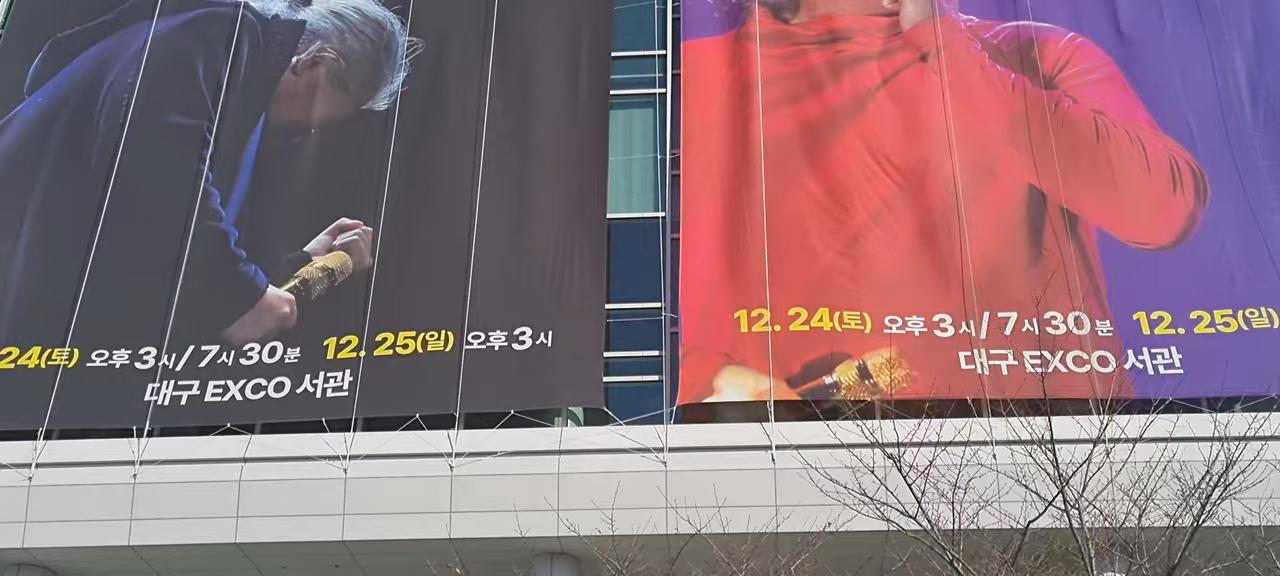 24(토) 오후 3시/7시 30분 12.25(일) 오후 3시
대구 EXCO 서관
12.24(토) 오후 3시/7시 30분 12.25(일)
대구 EXCO 서관